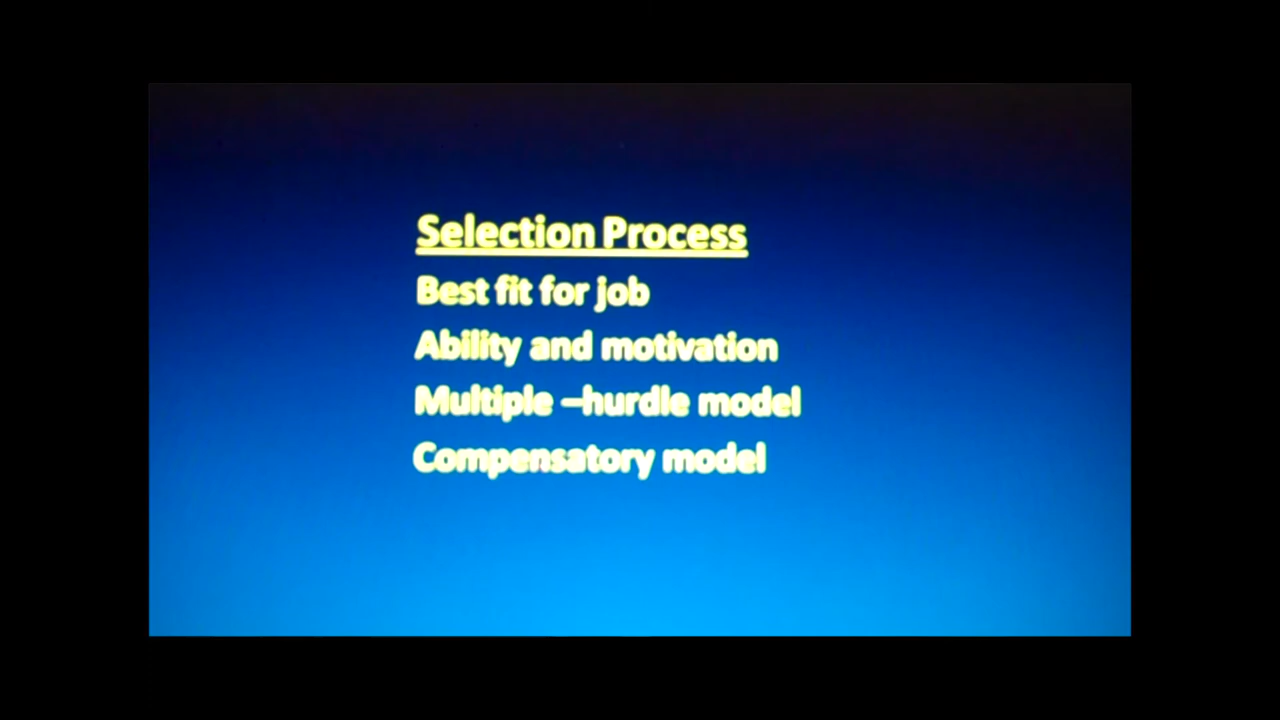 Selection Process
Best fit for job
Ability and motivation
Multiple –hurdle model
Compensatory model